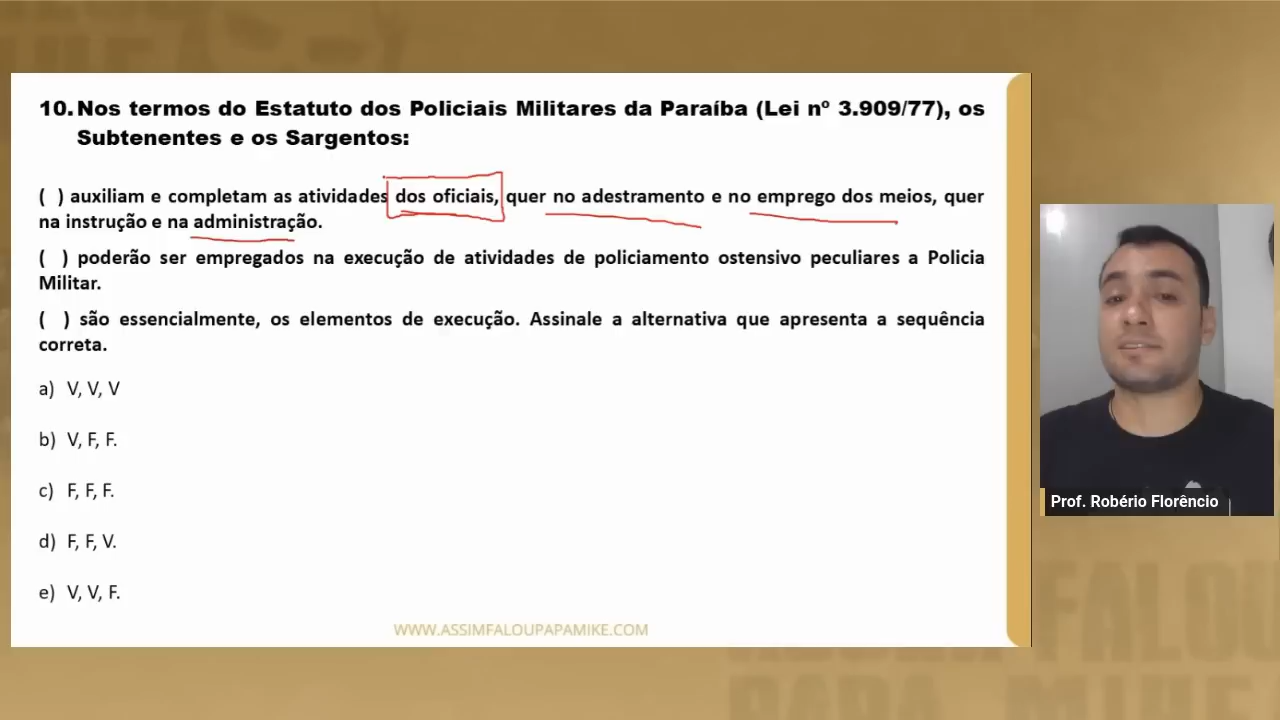 10. Nos termos do Estatuto dos Policiais Militares da Paraíba (Lei nº 3.909/77), os
Subtenentes e os Sargentos:
( ) auxiliam e completam as atividades dos oficiais, quer no adestramento e no emprego dos meios, quer
na instrução e na administração.
( ) poderão ser empregados na execução de atividades de policiamento ostensivo peculiares a Policia
Militar.
( ) são essencialmente, os elementos de execução. Assinale a alternativa que apresenta a sequência
correta.
a) V, V, V
b) V, F, F.
c) F, F, F.
d) F, F, V.
e) V, V, F.
WWW.ASSIMFALOUPAPAMIKE.COM
Prof. Robério Florêncio